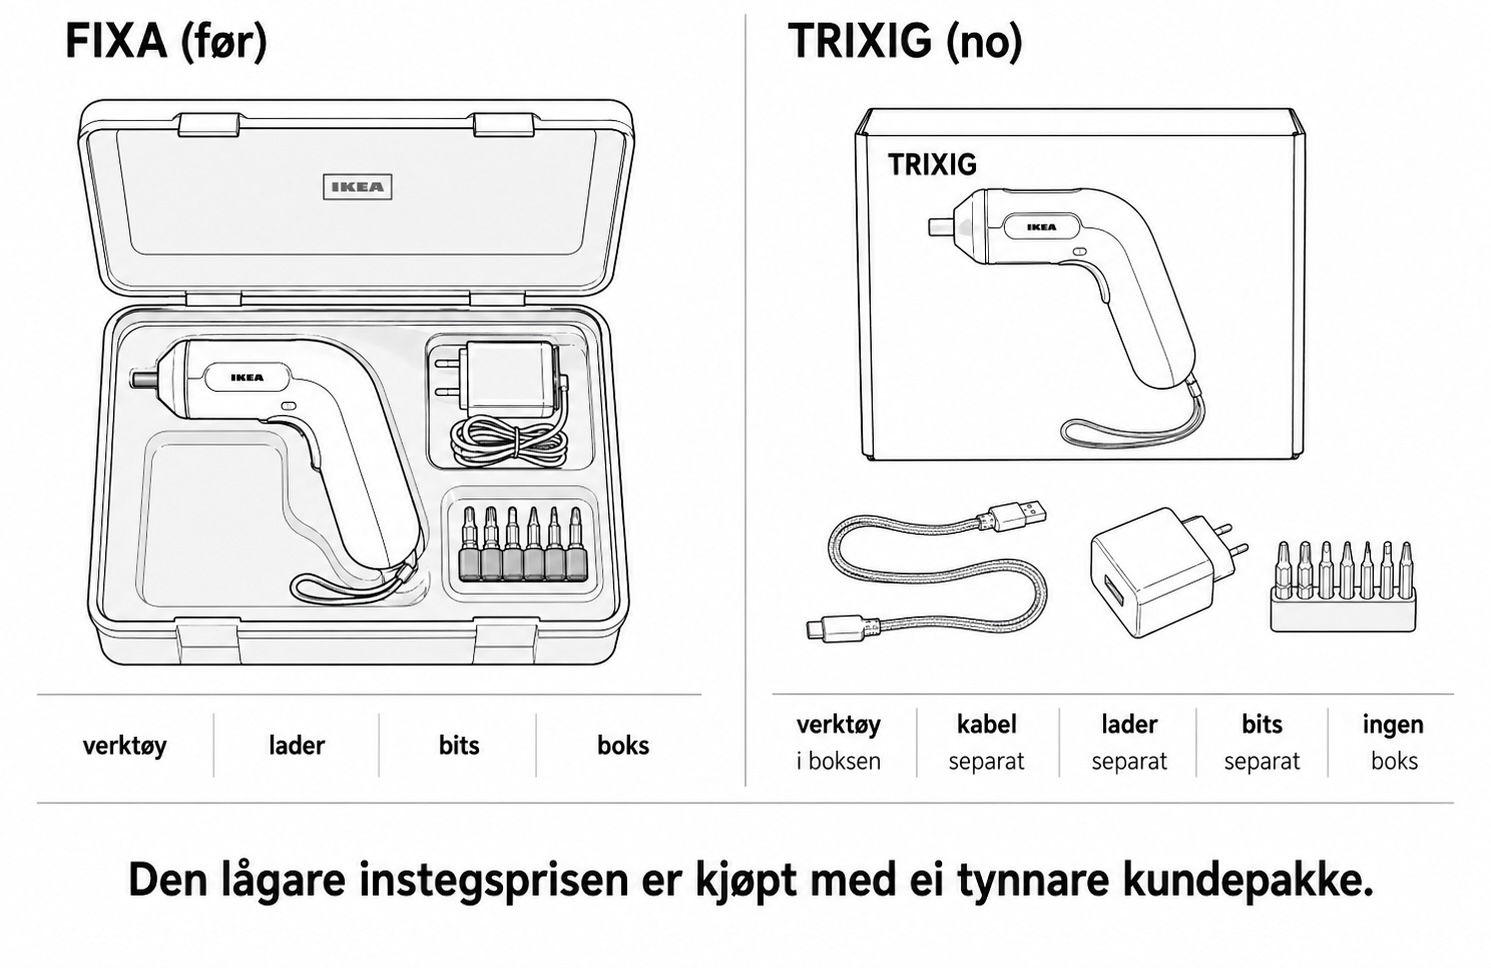 FIXA (før)
IKEA
IKEA
verktøy
lader
bits
boks
TRIXIG (no)
TRIXIG
IKEA
verktøy
i boksen
kabel
separat
lader
separat
bits
separat
ingen
boks
Den lågare instegsprisen er kjøpt med ei tynnare kundepakke.